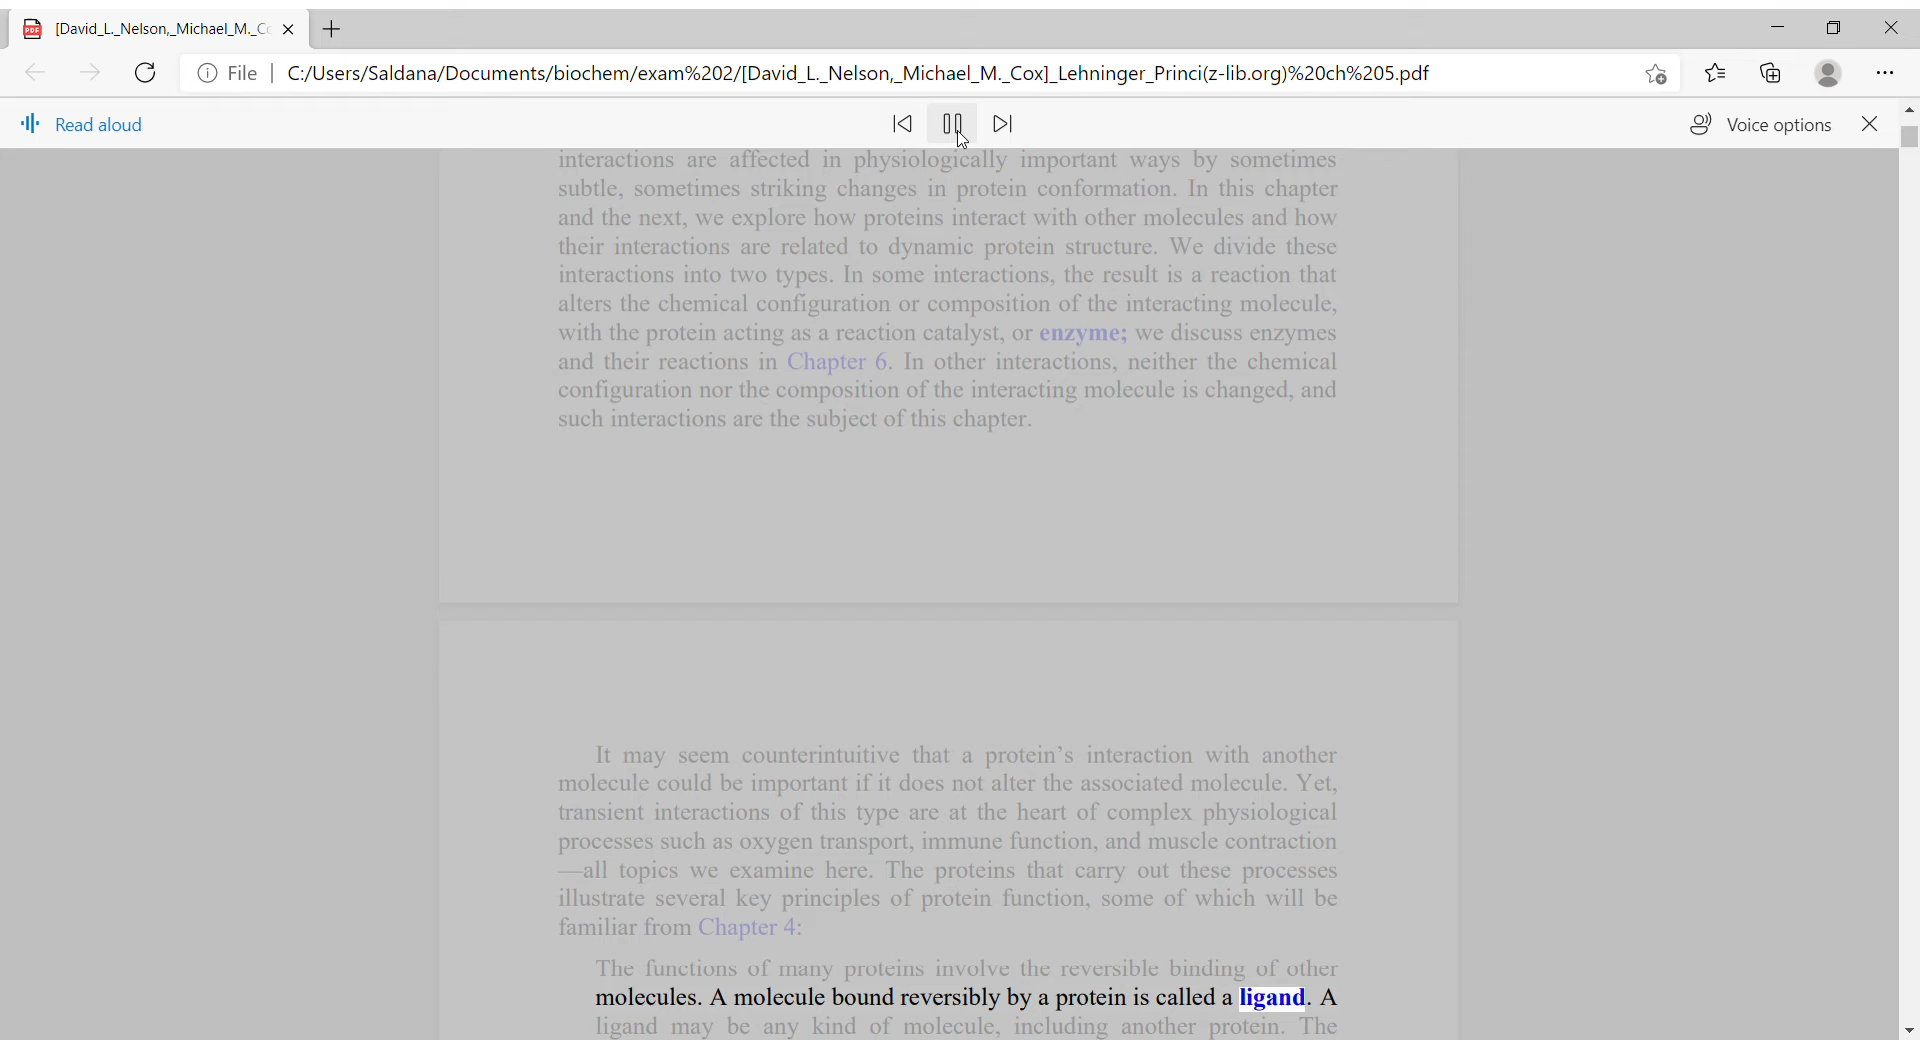 [David_L._Nelson,_Michael_M._Co
File | C:/Users/Saldana/Documents/biochem/exam%202/[David_L._Nelson,_Michael_M._Cox]_Lehninger_Princi(z-lib.org)%20ch%205.pdf
Read aloud
Voice options
interactions are affected in physiologically important ways by sometimes
subtle, sometimes striking changes in protein conformation. In this chapter
and the next, we explore how proteins interact with other molecules and how
their interactions are related to dynamic protein structure. We divide these
interactions into two types. In some interactions, the result is a reaction that
alters the chemical configuration or composition of the interacting molecule,
with the protein acting as a reaction catalyst, or enzyme; we discuss enzymes
and their reactions in Chapter 6. In other interactions, neither the chemical
configuration nor the composition of the interacting molecule is changed, and
such interactions are the subject of this chapter.
It may seem counterintuitive that a protein’s interaction with another
molecule could be important if it does not alter the associated molecule. Yet,
transient interactions of this type are at the heart of complex physiological
processes such as oxygen transport, immune function, and muscle contraction
—all topics we examine here. The proteins that carry out these processes
illustrate several key principles of protein function, some of which will be
familiar from Chapter 4:
The functions of many proteins involve the reversible binding of other
molecules. A molecule bound reversibly by a protein is called a ligand. A
ligand may be any kind of molecule, including another protein. The